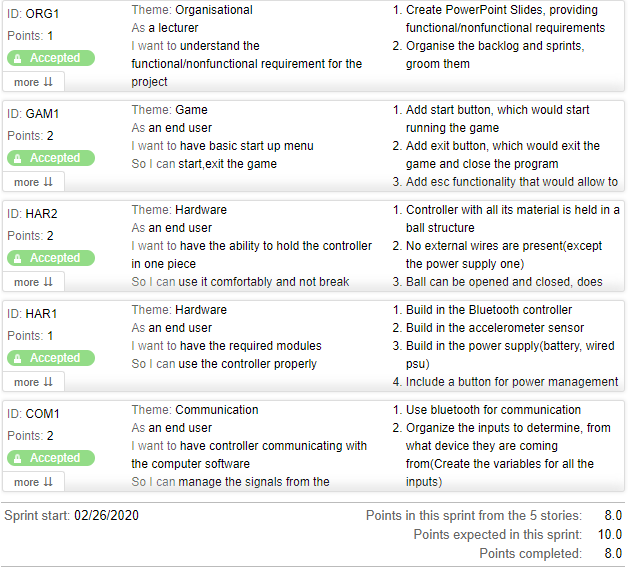 ID: ORG1
Points: 1
Accepted
more
Theme: Organisational
As a lecturer
I want to understand the
functional/nonfunctional requirement for the
project
1. Create PowerPoint Slides, providing
functional/nonfunctional requirements
2. Organise the backlog and sprints,
groom them
ID: GAM1
Points: 2
Accepted
more
Theme: Game
As an end user
I want to have basic start up menu
So I can start,exit the game
1. Add start button, which would start
running the game
2. Add exit button, which would exit the
game and close the program
3. Add esc functionality that would allow to
ID: HAR2
Points: 2
Accepted
more
Theme: Hardware
As an end user
I want to have the ability to hold the controller
in one piece
So I can use it comfortably and not break
1. Controller with all its material is held in a
ball structure
2. No external wires are present(except
the power supply one)
3. Ball can be opened and closed, does
ID: HAR1
Points: 1
Accepted
more
Theme: Hardware
As an end user
I want to have the required modules
So I can use the controller properly
1. Build in the Bluetooth controller
2. Build in the accelerometer sensor
3. Build in the power supply(battery, wired
psu)
4. Include a button for power management
ID: COM1
Points: 2
Accepted
more
Theme: Communication
As an end user
I want to have controller communicating with
the computer software
So I can manage the signals from the
1. Use bluetooth for communication
2. Organize the inputs to determine, from
what device they are coming
from(Create the variables for all the
inputs)
Sprint start: 02/26/2020
Points in this sprint from the 5 stories: 8.0
Points expected in this sprint: 10.0
Points completed: 8.0